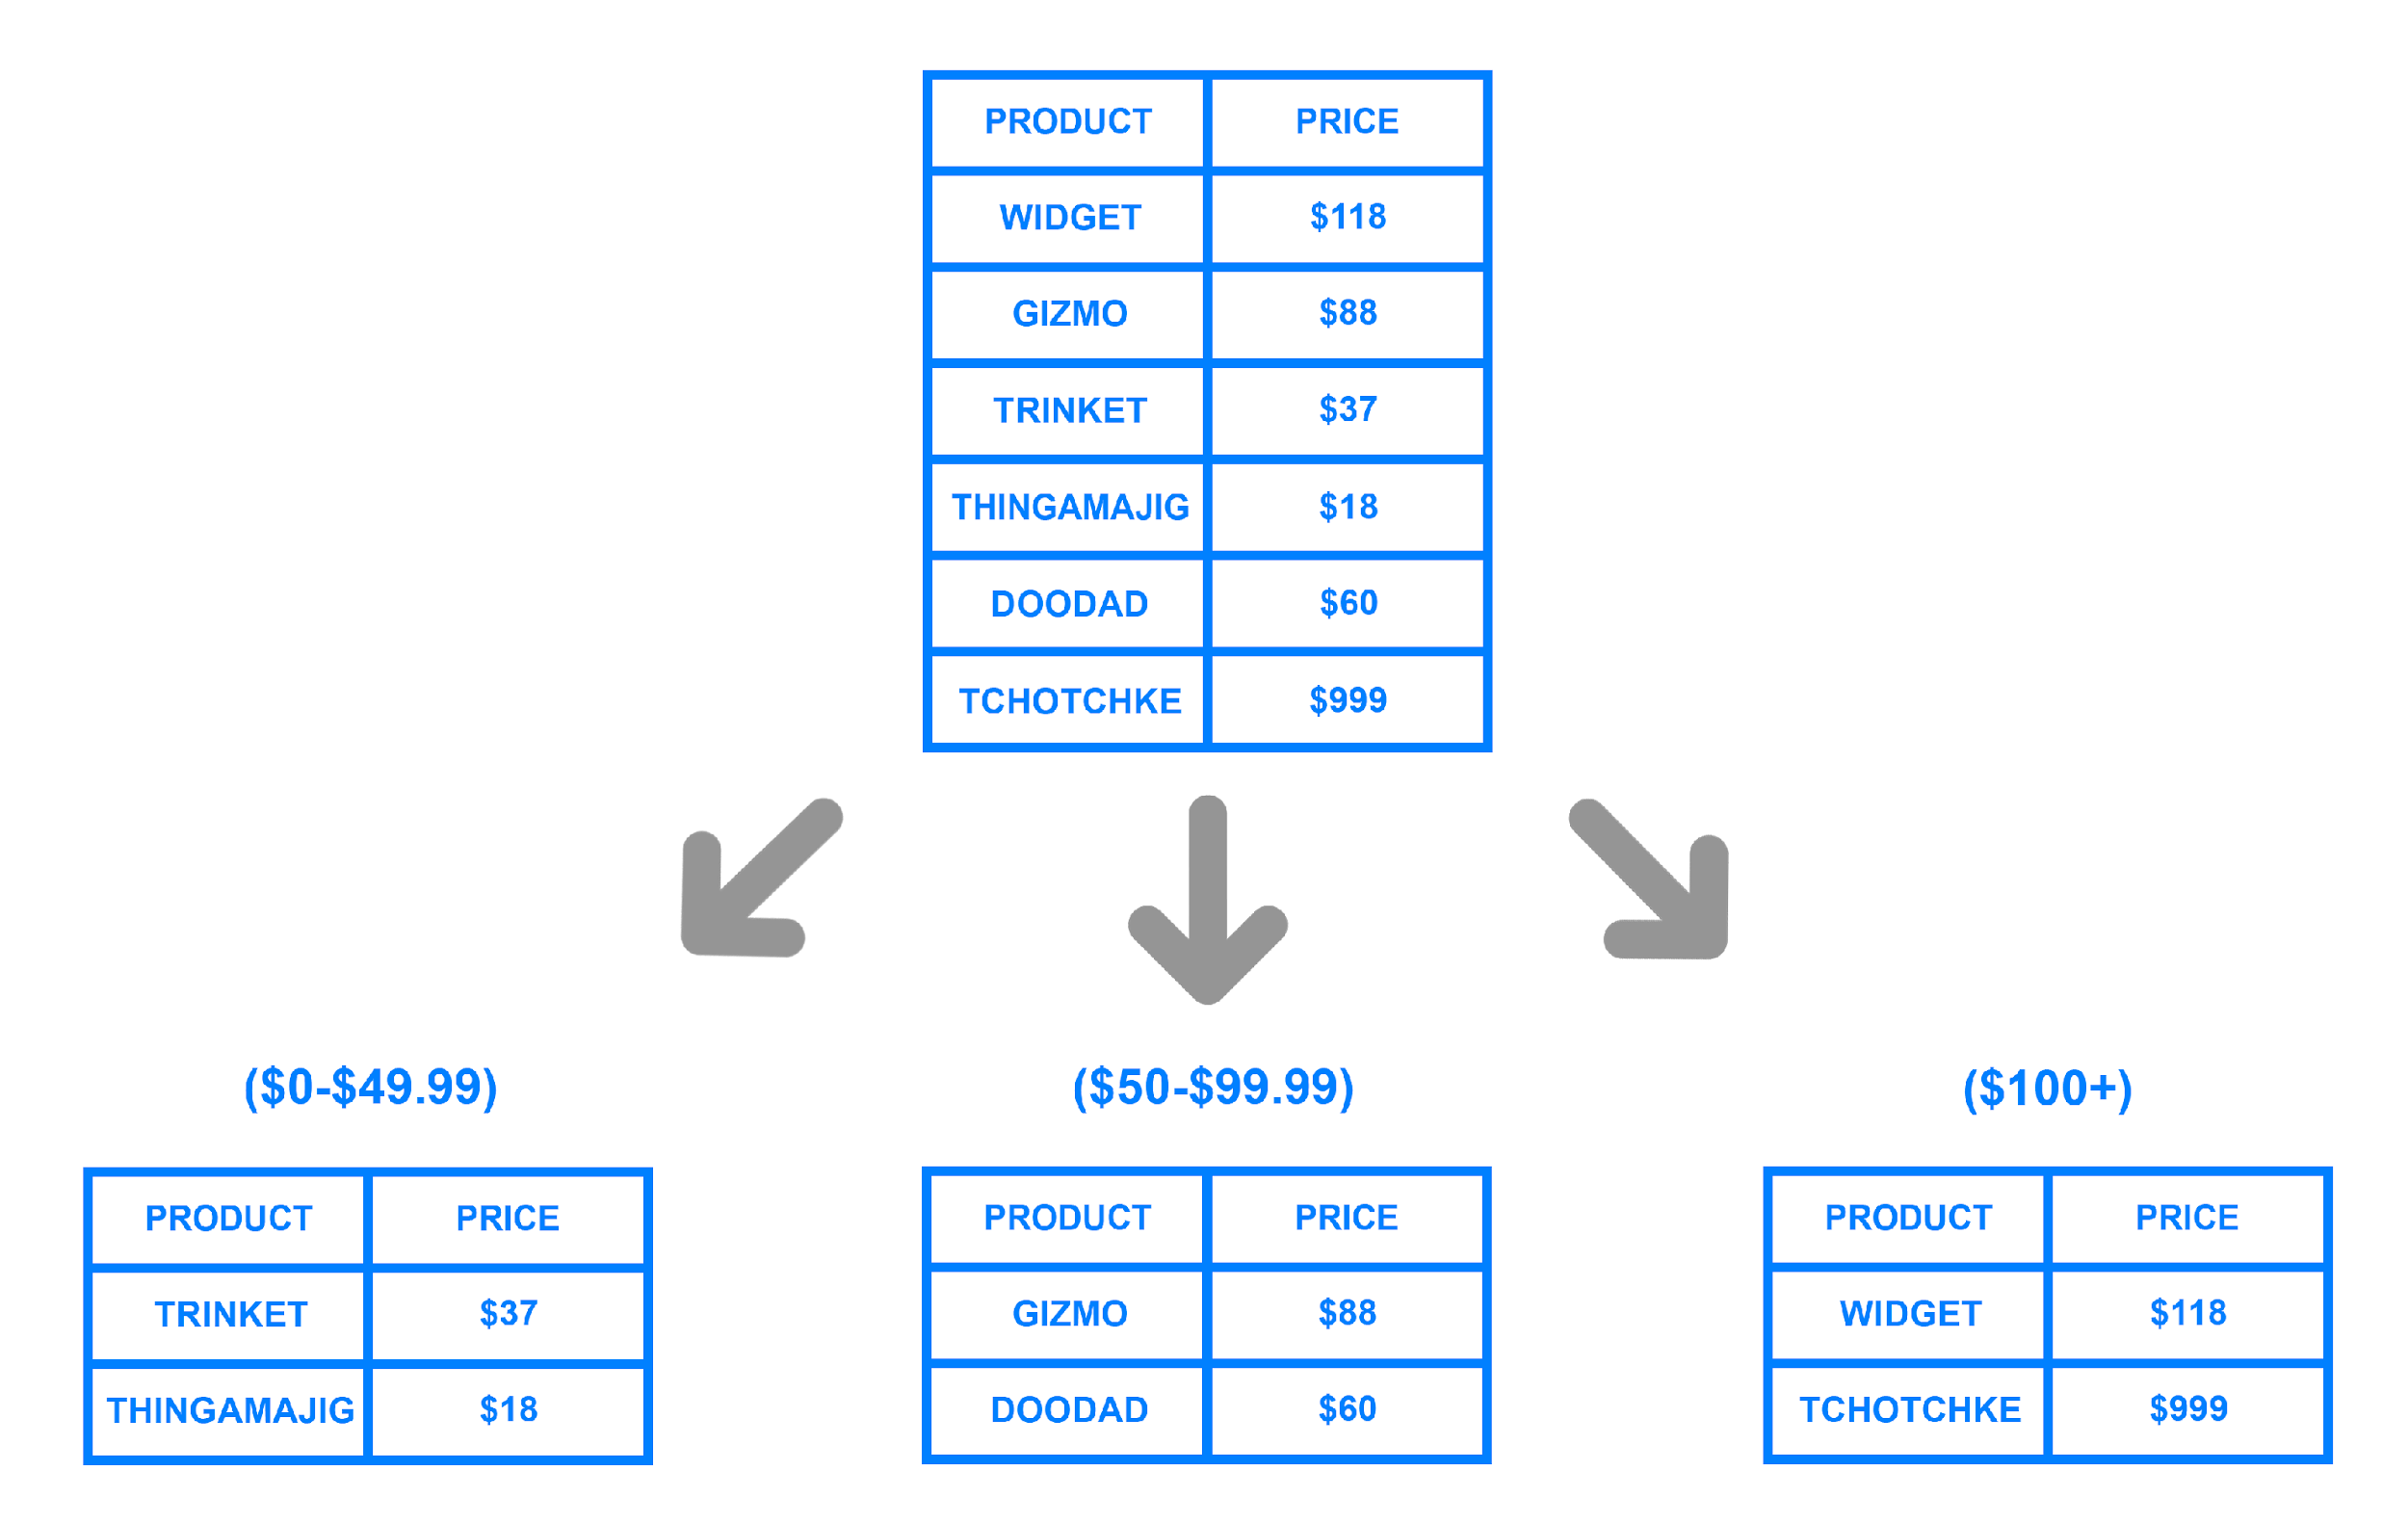 PRODUCT PRICE
WIDGET $118
GIZMO $88
TRINKET $37
THINGAMAJIG $18
DOODAD $60
TCHOTCHKE $999
($0-$49.99)
PRODUCT PRICE
TRINKET $37
THINGAMAJIG $18
($50-$99.99)
PRODUCT PRICE
GIZMO $88
DOODAD $60
($100+)
PRODUCT PRICE
WIDGET $118
TCHOTCHKE $999